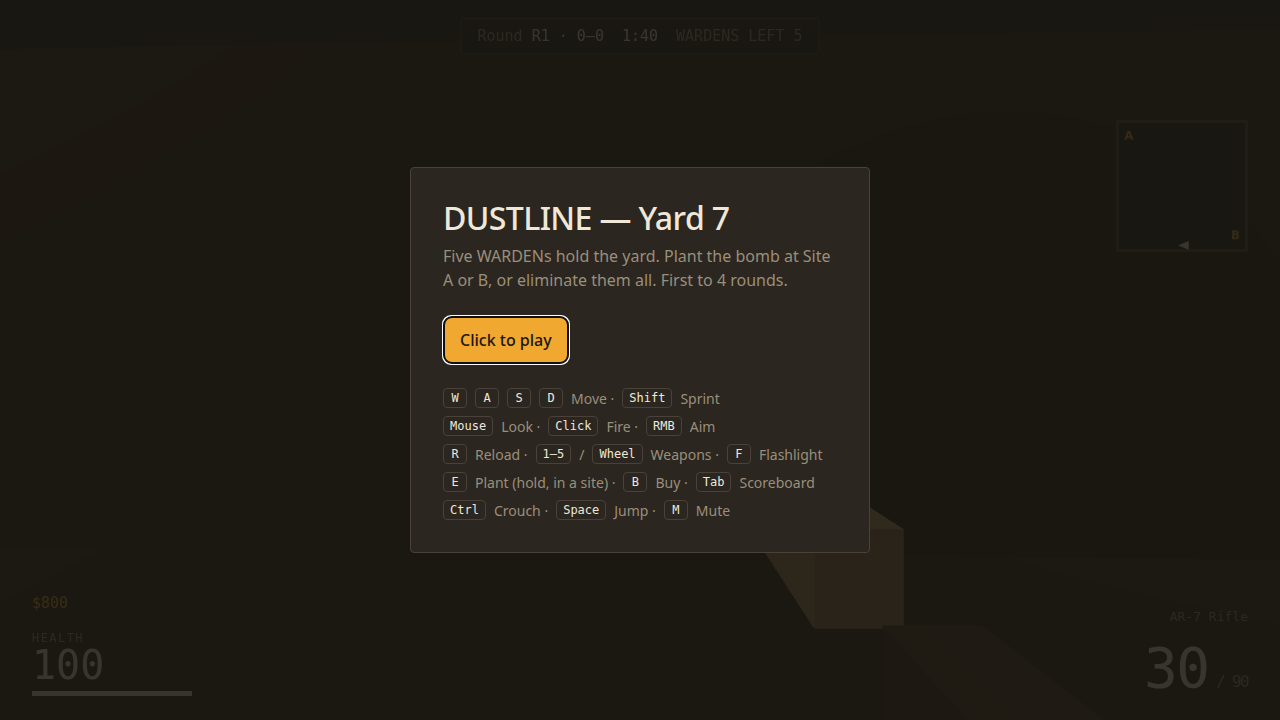 Round R1 · 0–0 1:40 WARDENS LEFT 5
A
B
DUSTLINE — Yard 7
Five WARDENs hold the yard. Plant the bomb at Site
A or B, or eliminate them all. First to 4 rounds.
Click to play
W A S D Move · Shift Sprint
Mouse Look · Click Fire · RMB Aim
R Reload · 1–5 / Wheel Weapons · F Flashlight
E Plant (hold, in a site) · B Buy · Tab Scoreboard
Ctrl Crouch · Space Jump · M Mute
$800
HEALTH
100
AR-7 Rifle
30 / 90